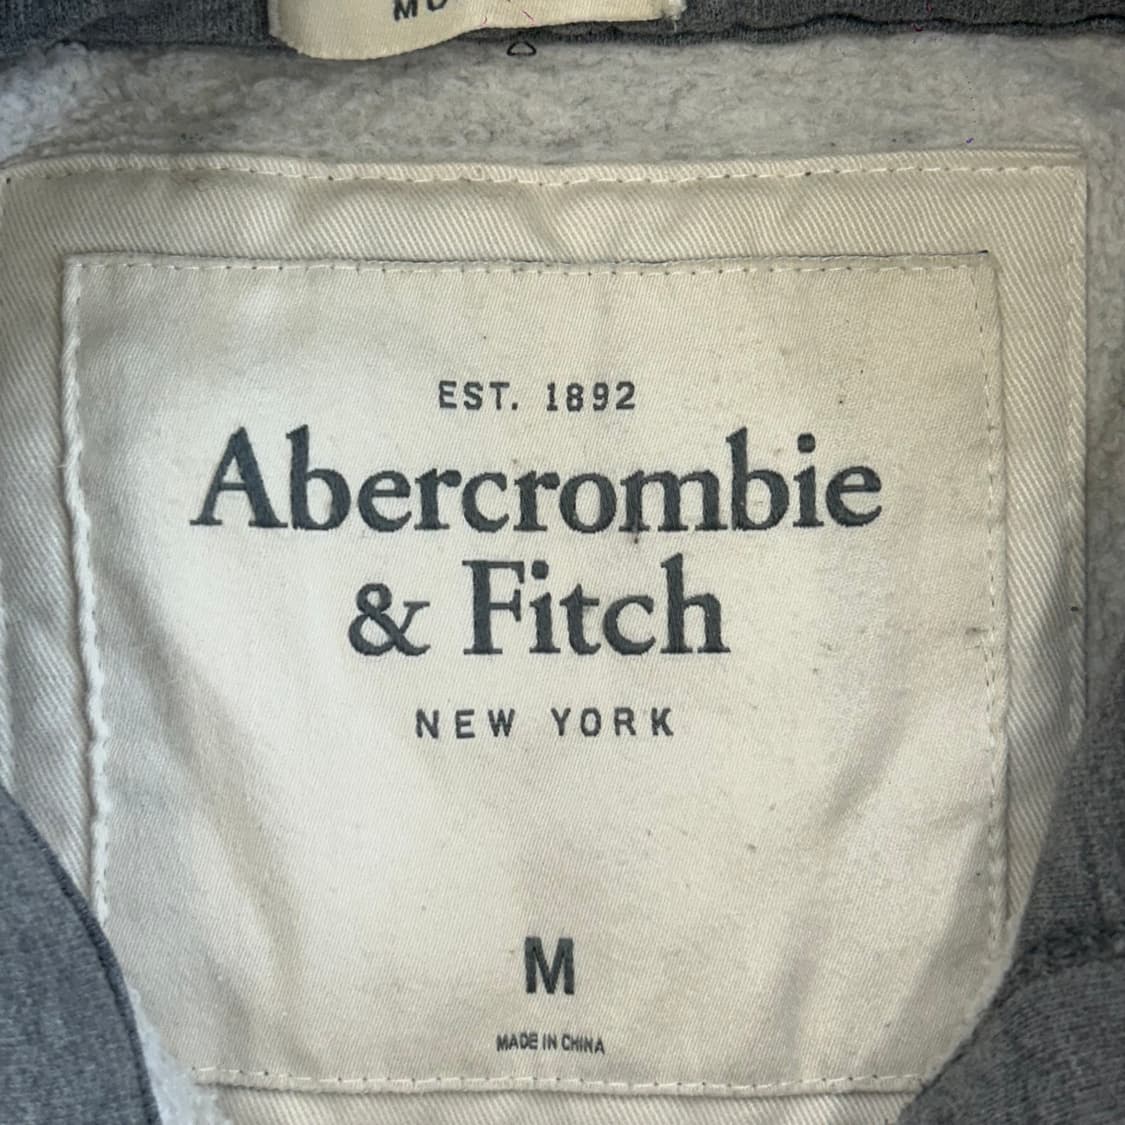 EST. 1892
Abercrombie
& Fitch
NEW YORK
M
MADE IN CHINA